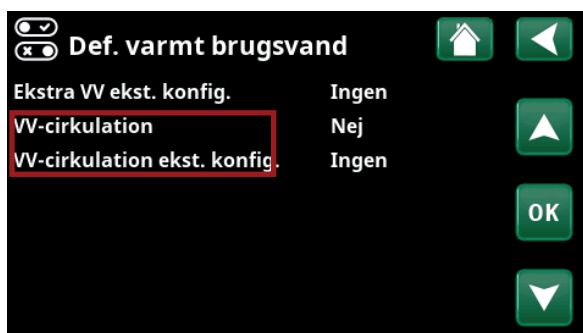 Def. varmt brugsvand
Ekstra VV ekst. konfig. Ingen
VV-cirkulation Nej
VV-cirkulation ekst. konfig. Ingen
OK